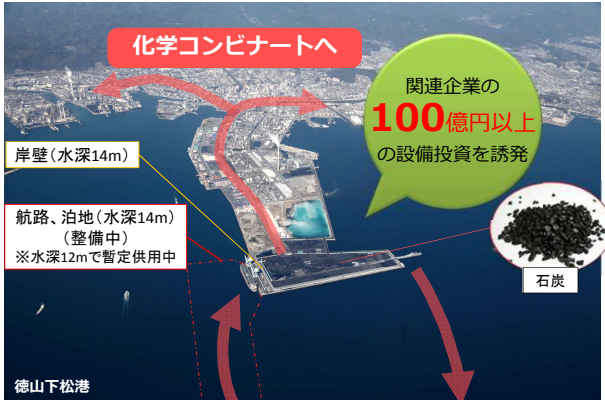 化学コンビナートへ
関連企業の
100億円以上
の設備投資を誘発
岸壁（水深14m）
航路、泊地（水深14m）
（整備中）
※水深12mで暫定供用中
石炭
徳山下松港